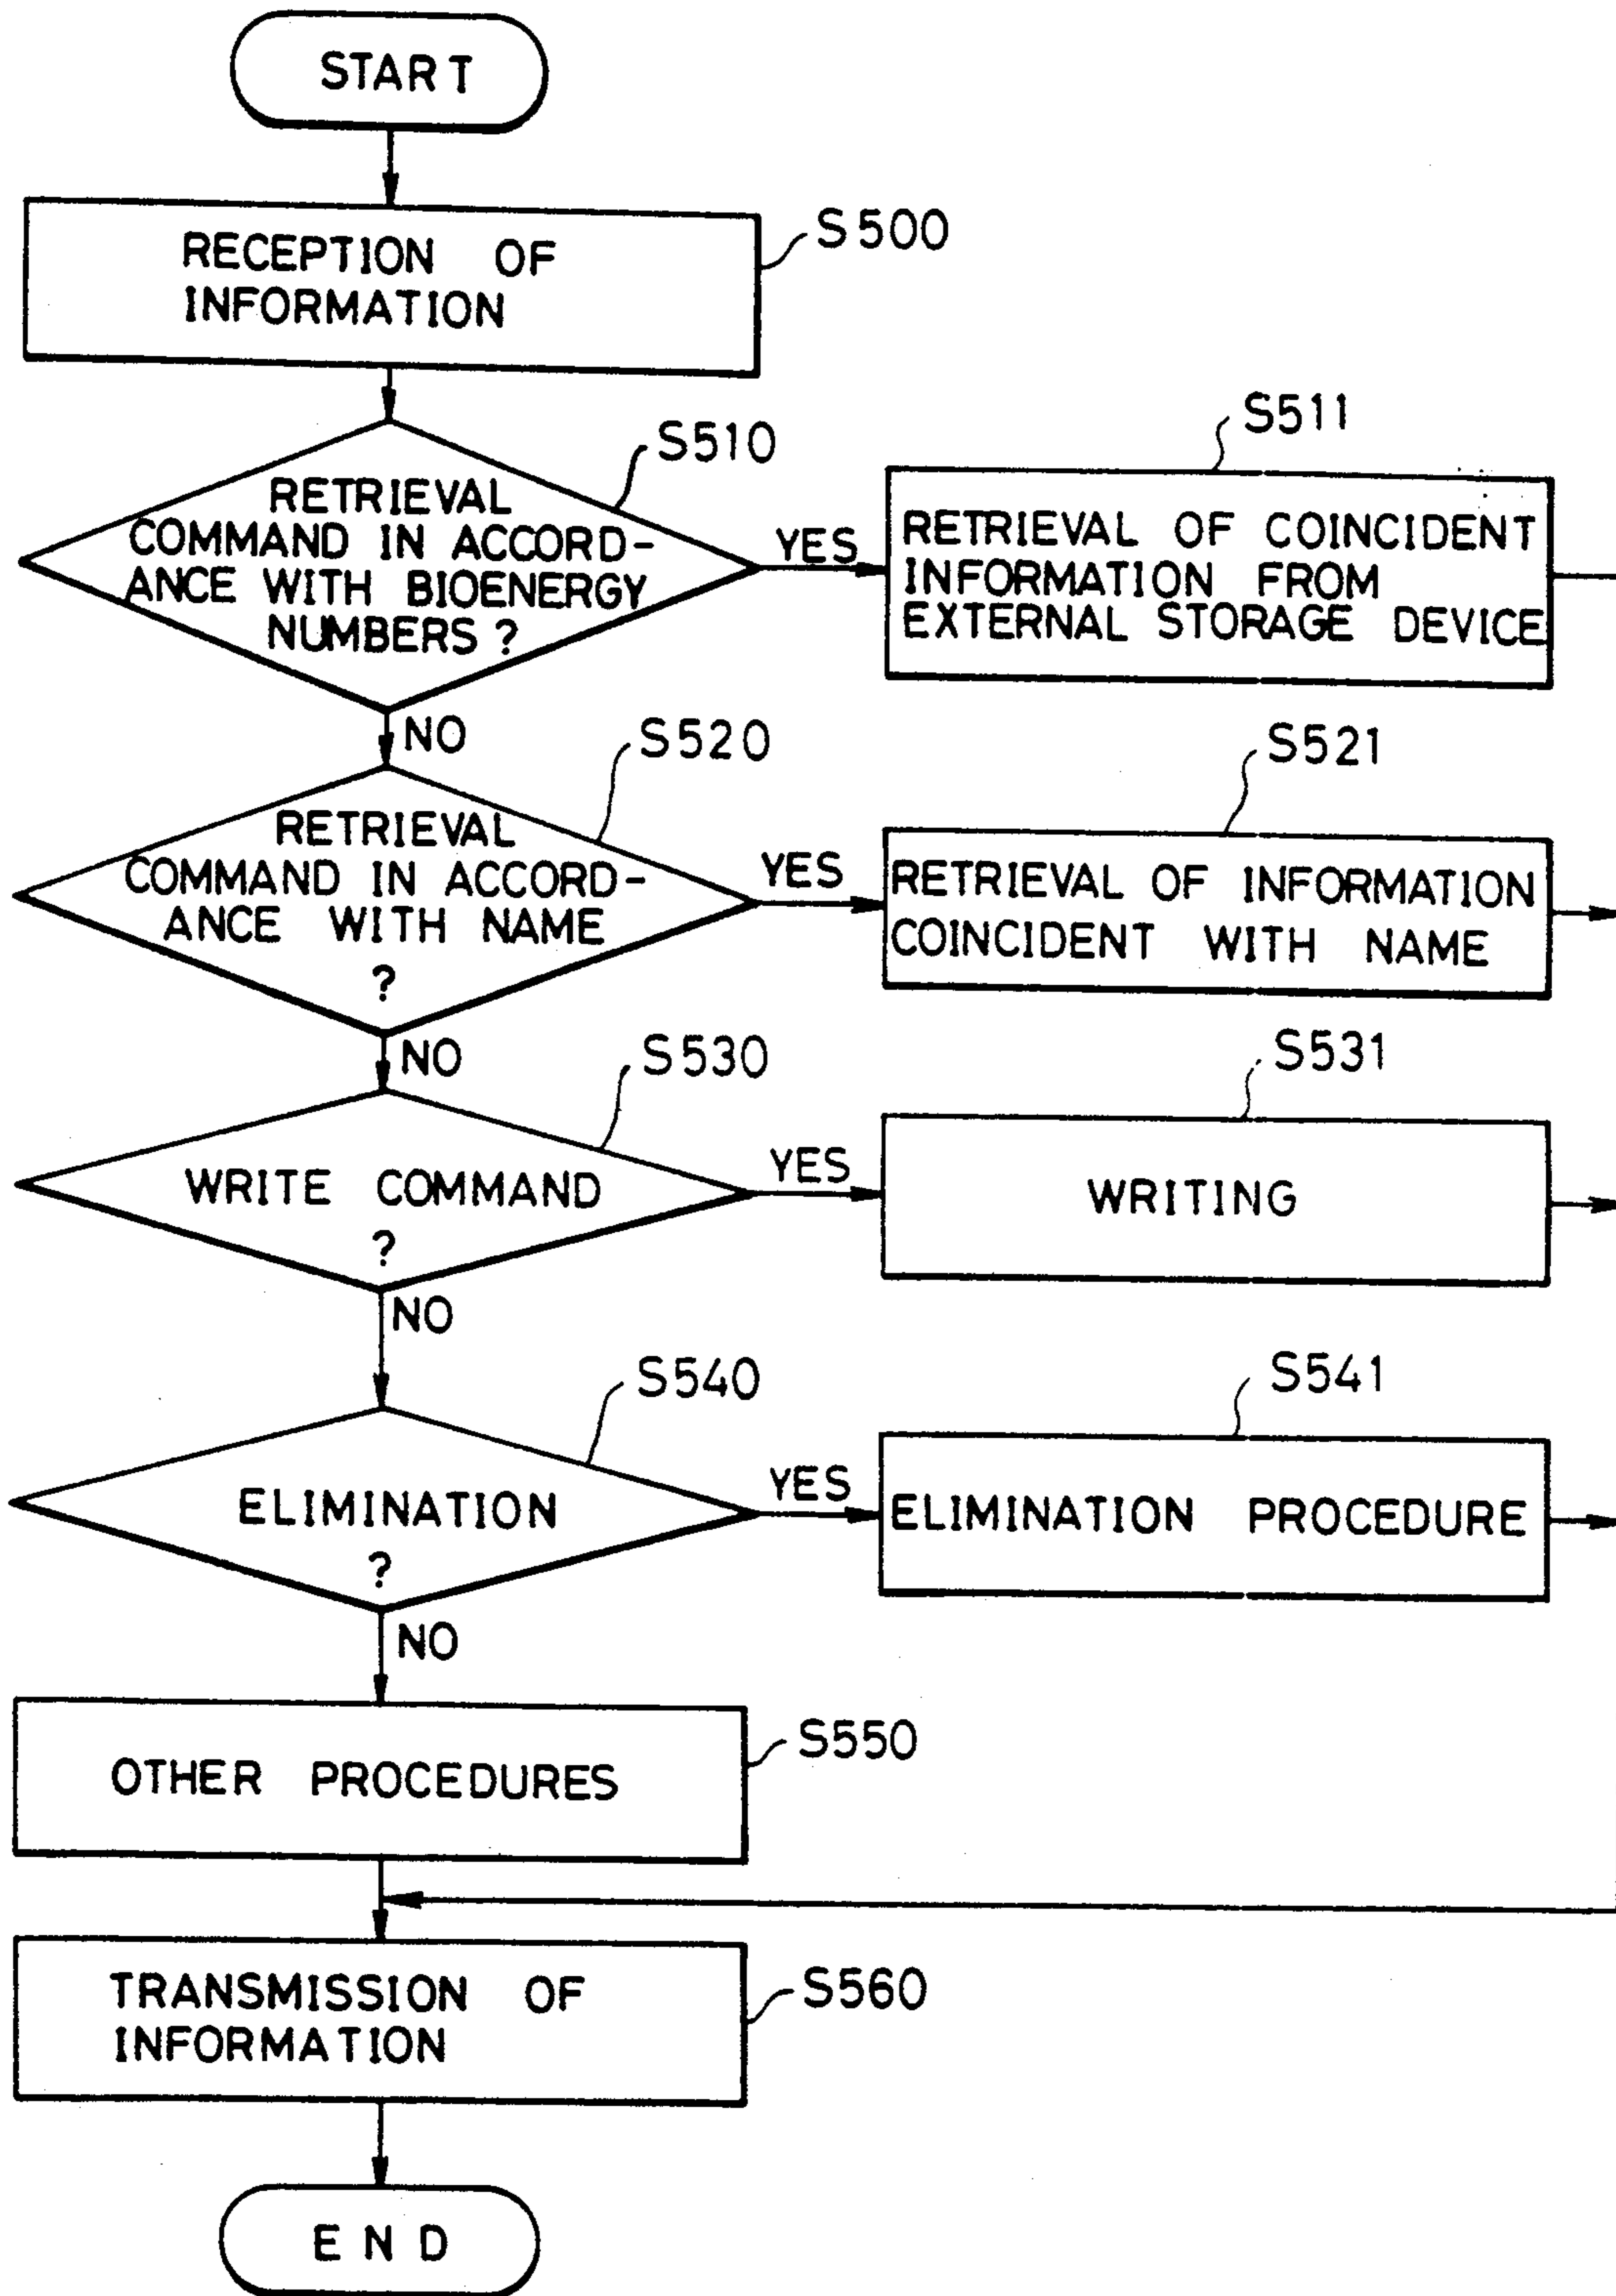 START
RECEPTION OF
INFORMATION
S500
RETRIEVAL
COMMAND IN ACCORD-
ANCE WITH BIOENERGY
NUMBERS ?
S510
YES
S511
RETRIEVAL OF COINCIDENT
INFORMATION FROM
EXTERNAL STORAGE DEVICE
NO
RETRIEVAL
COMMAND IN ACCORD-
ANCE WITH NAME
?
S520
YES
S521
RETRIEVAL OF INFORMATION
COINCIDENT WITH NAME
NO
WRITE COMMAND
?
S530
YES
S531
WRITING
NO
ELIMINATION
?
S540
YES
S541
ELIMINATION PROCEDURE
NO
OTHER PROCEDURES
S550
TRANSMISSION OF
INFORMATION
S560
END